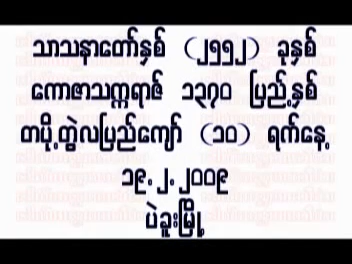 သာသနာတော်နှစ် (၂၅၅၂) ခုနှစ်
ကောဇာသက္ကရာဇ် ၁၃၇၀ ပြည့်နှစ်
တပို့တွဲလပြည်ကျော် (၁၀) ရက်နေ့
၁၉.၂.၂၀၀၉
ပဲခူးမြို့